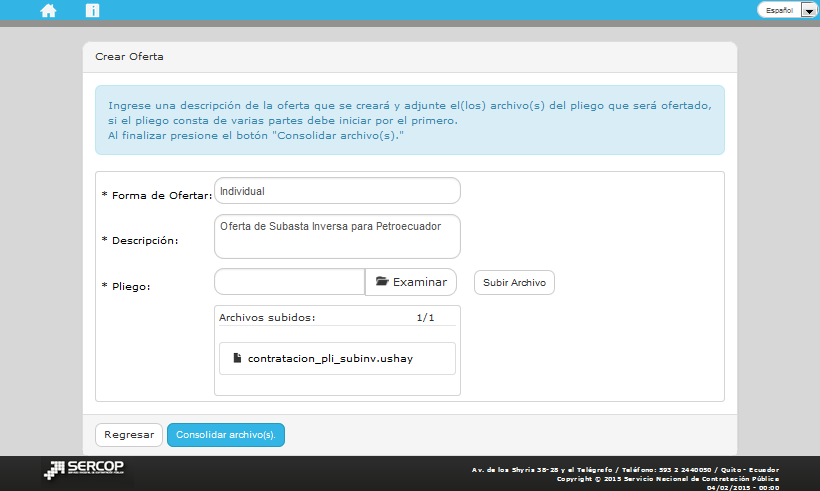 Español
Crear Oferta
Ingrese una descripción de la oferta que se creará y adjunte el(los) archivo(s) del pliego que será ofertado,
si el pliego consta de varias partes debe iniciar por el primero.
Al finalizar presione el botón "Consolidar archivo(s)."
* Forma de Ofertar: Individual
* Descripción: Oferta de Subasta Inversa para Petroecuador
* Pliego: Examinar Subir Archivo
Archivos subidos: 1/1
contratacion_pli_subinv.ushay
Regresar Consolidar archivo(s).
SERCOP
Av. de los Shyris 38-28 y el Telégrafo / Teléfono: 593 2 2440050 / Quito - Ecuador
Copyright © 2015 Servicio Nacional de Contratación Pública
04/02/2015 - 00:00